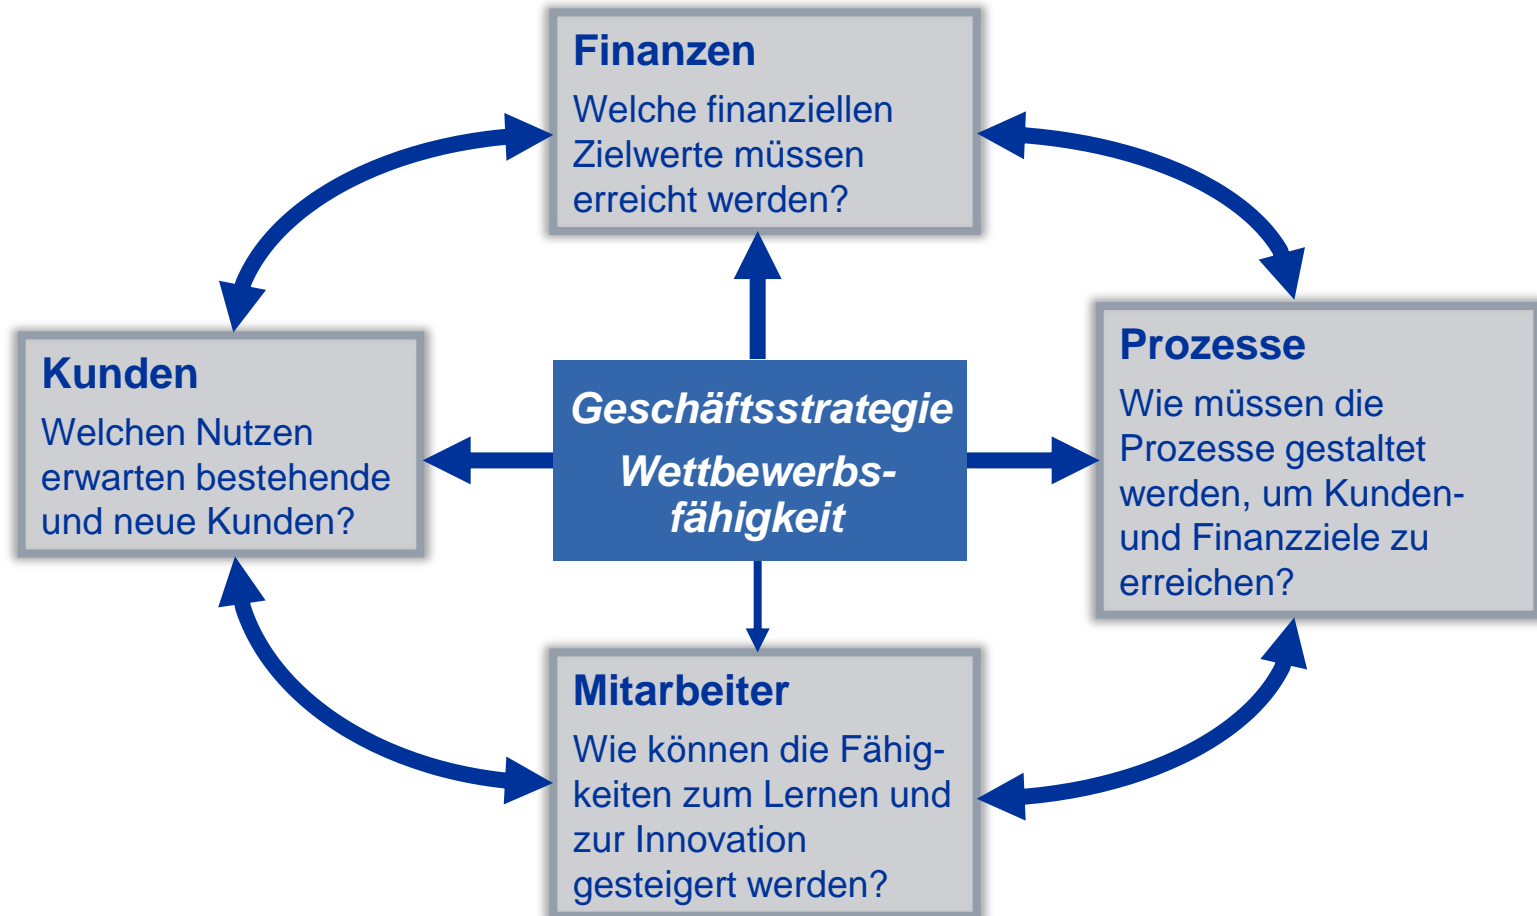 Finanzen
Welche finanziellen
Zielwerte müssen
erreicht werden?
Kunden
Welchen Nutzen
erwarten bestehende
und neue Kunden?
Geschäftsstrategie
Wettbewerbs-
fähigkeit
Prozesse
Wie müssen die
Prozesse gestaltet
werden, um Kunden-
und Finanzziele zu
erreichen?
Mitarbeiter
Wie können die Fähig-
keiten zum Lernen und
zur Innovation
gesteigert werden?